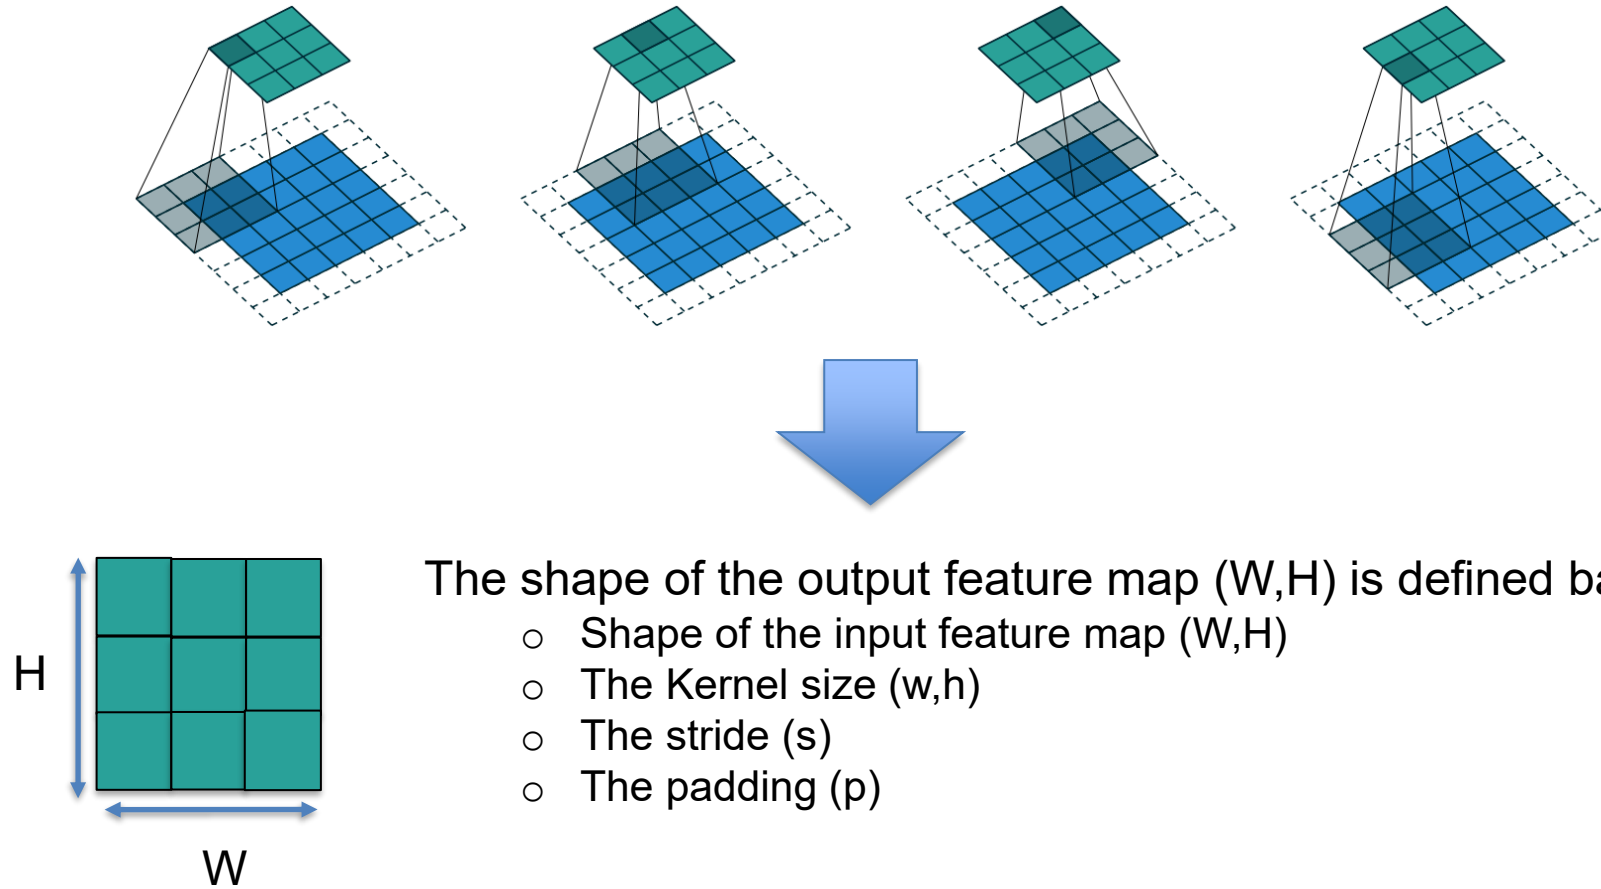 The shape of the output feature map (W,H) is defined
Shape of the input feature map (W,H)
The Kernel size (w,h)
H
The stride (s)
The padding (p)
W